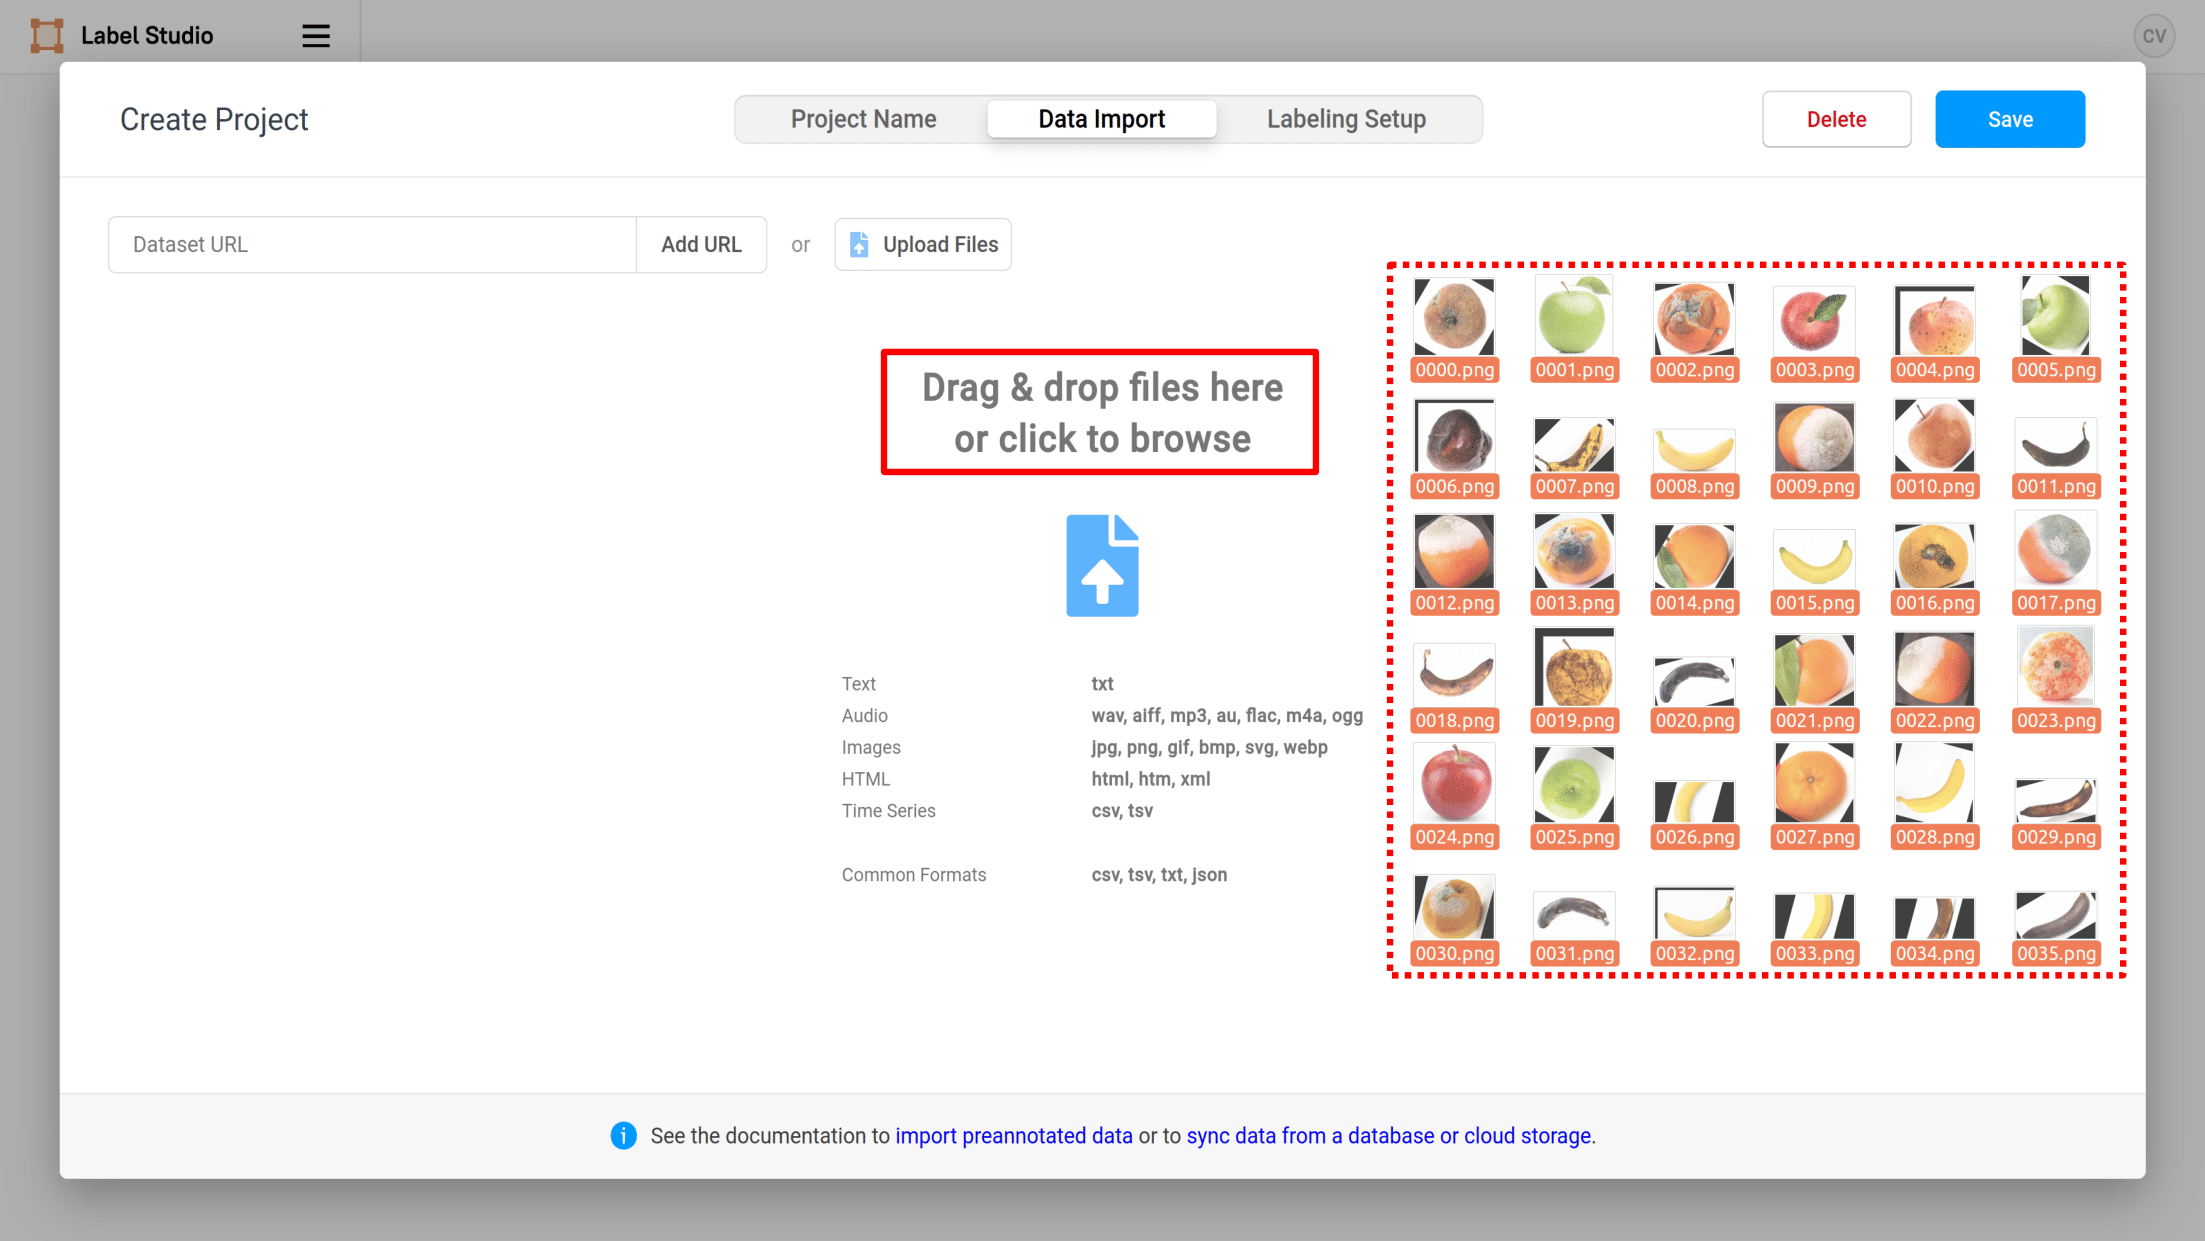 Label Studio
CV
Create Project
Project Name Data Import Labeling Setup
Delete Save
Dataset URL Add URL or Upload Files
Drag & drop files here
or click to browse
Text txt
Audio wav, aiff, mp3, au, flac, m4a, ogg
Images jpg, png, gif, bmp, svg, webp
HTML html, htm, xml
Time Series csv, tsv
Common Formats csv, tsv, txt, json
0000.png 0001.png 0002.png 0003.png 0004.png 0005.png
0006.png 0007.png 0008.png 0009.png 0010.png 0011.png
0012.png 0013.png 0014.png 0015.png 0016.png 0017.png
0018.png 0019.png 0020.png 0021.png 0022.png 0023.png
0024.png 0025.png 0026.png 0027.png 0028.png 0029.png
0030.png 0031.png 0032.png 0033.png 0034.png 0035.png
See the documentation to import preannotated data or to sync data from a database or cloud storage.